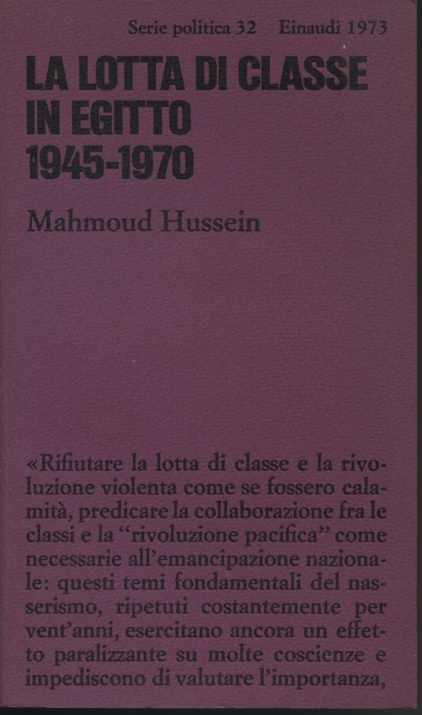 Serie politica 32 Einaudi 1973
LA LOTTA DI CLASSE
IN EGITTO
1945-1970
Mahmoud Hussein
«Rifiutare la lotta di classe e la rivo-
luzione violenta come se fossero cala-
mità, predicare la collaborazione fra le
classi e la “rivoluzione pacifica” come
necessarie all’emancipazione naziona-
le: questi temi fondamentali del nas-
serismo, ripetuti costantemente per
vent’anni, esercitano ancora un effet-
to paralizzante su molte coscienze e
impediscono di valutare l’importanza,